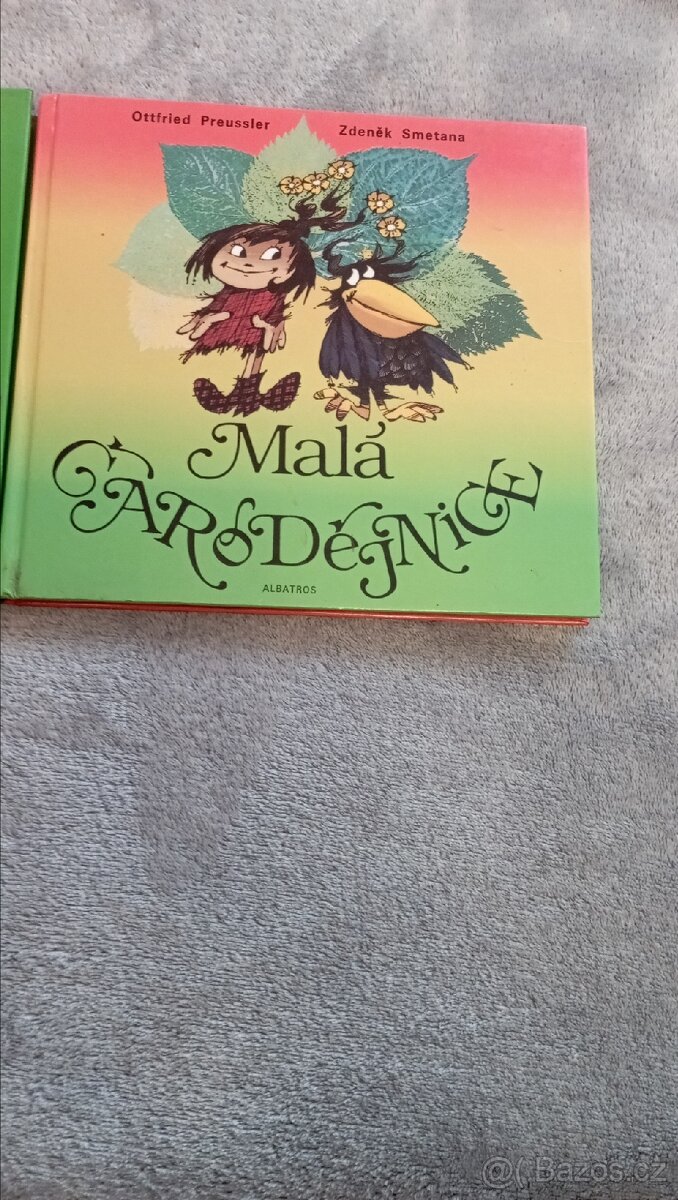 Ottfried Preussler
Zdeněk Smetana
Malá
ČARODĚJNiCE
ALBATROS
@( Bazos.cz